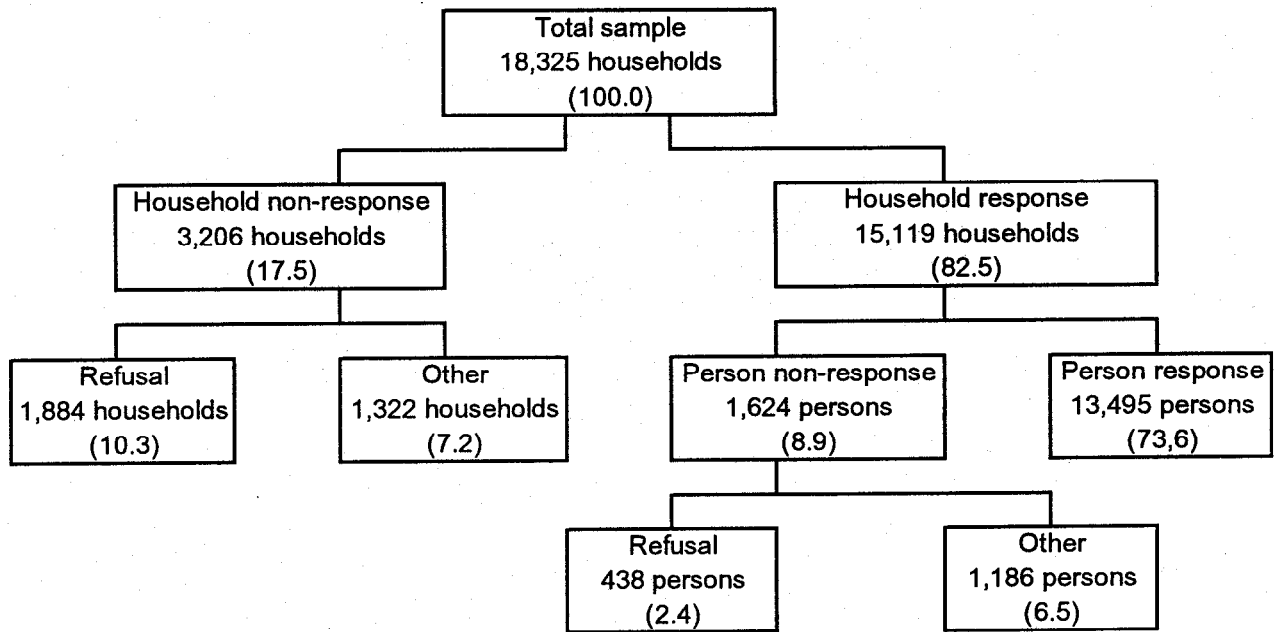 Total sample
18,325 households
(100.0)
Household non-response
3,206 households
(17.5)
Household response
15,119 households
(82.5)
Refusal
1,884 households
(10.3)
Other
1,322 households
(7.2)
Person non-response
1,624 persons
(8.9)
Person response
13,495 persons
(73,6)
Refusal
438 persons
(2.4)
Other
1,186 persons
(6.5)